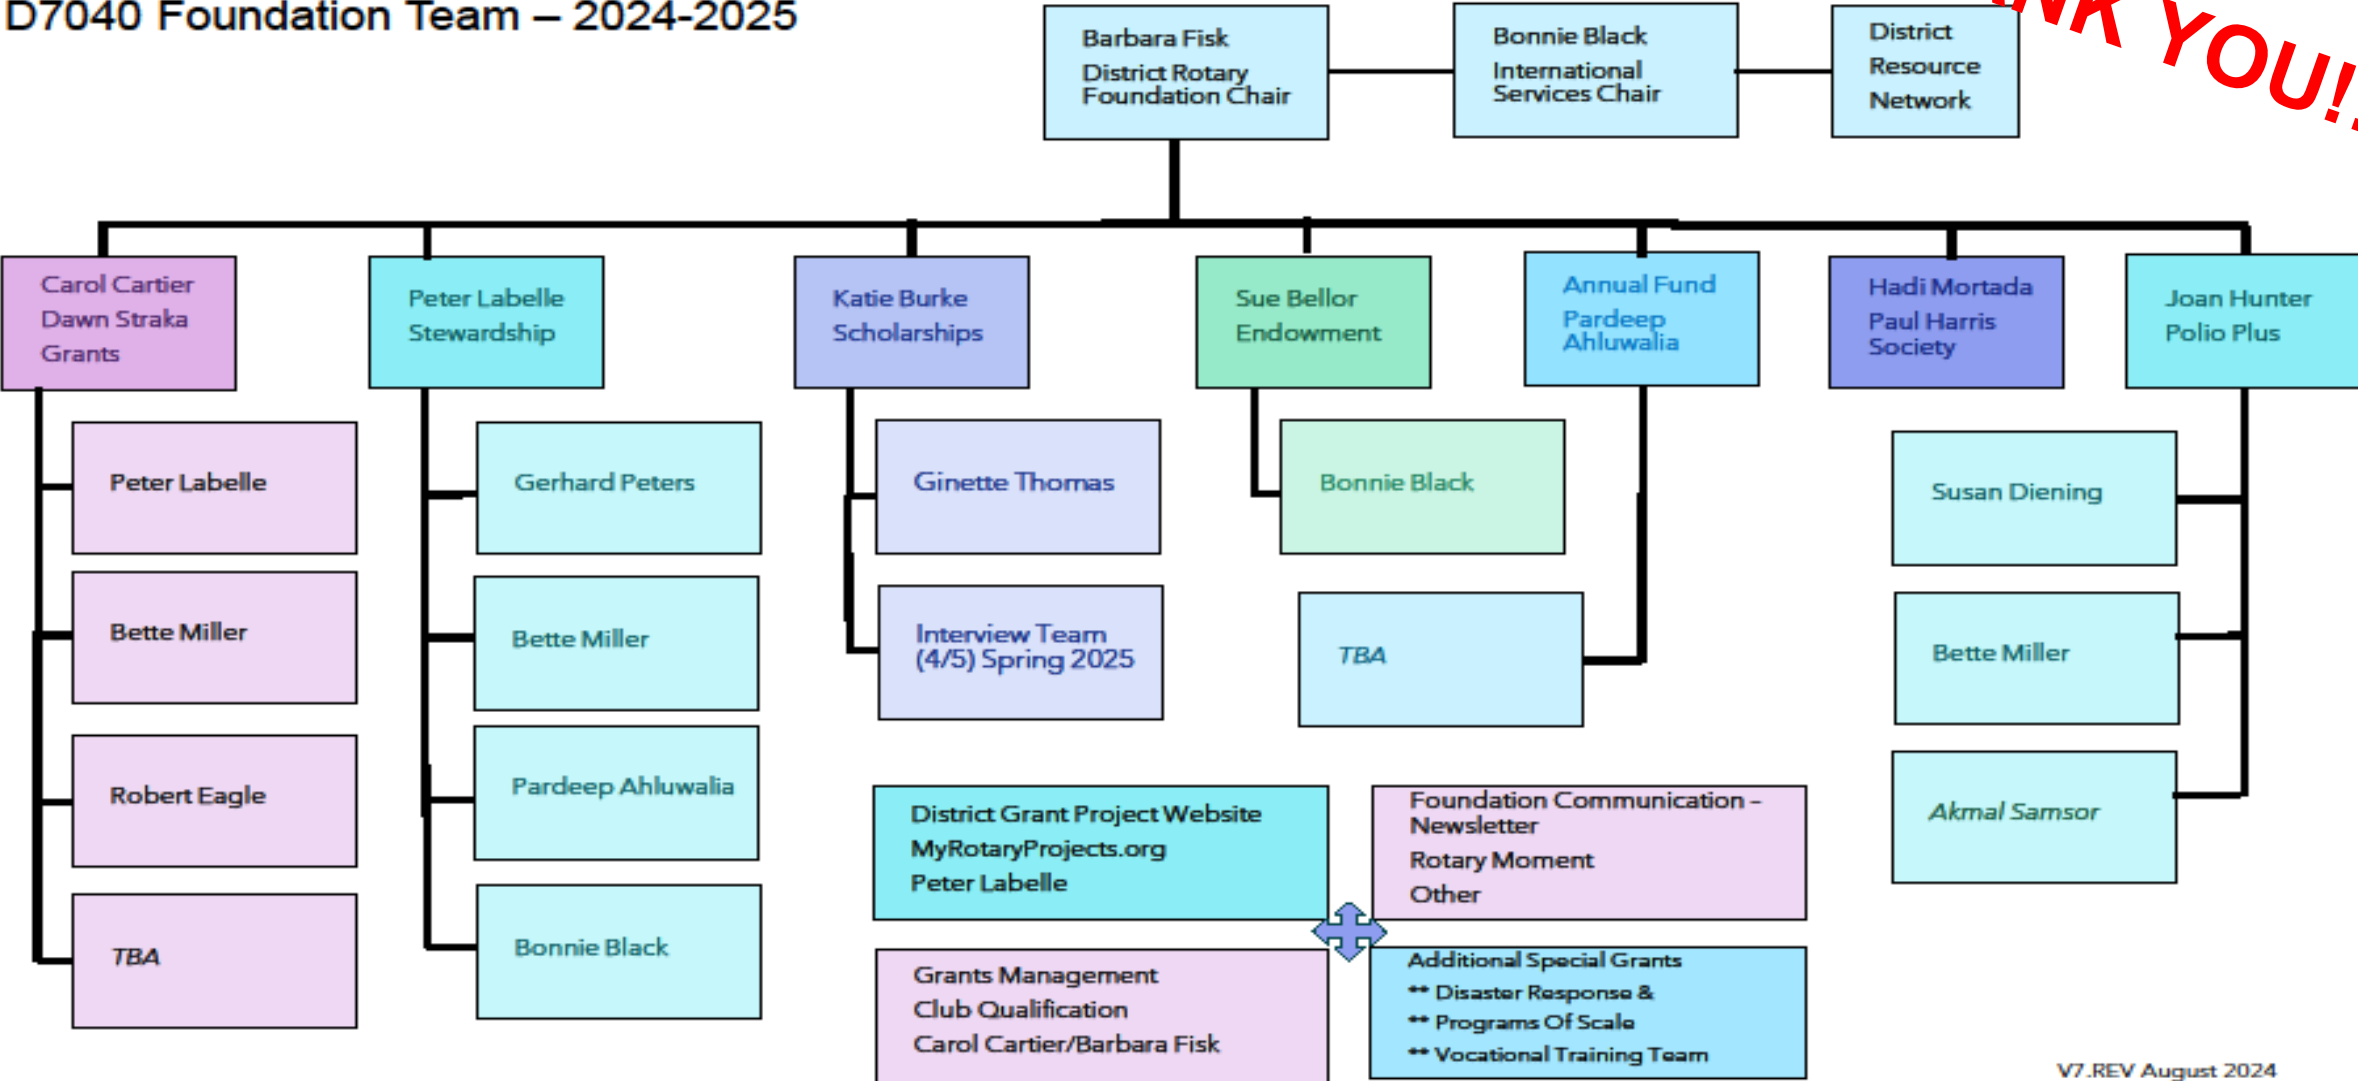 D7040 Foundation Team – 2024-2025
Barbara Fisk
District Rotary
Foundation Chair
Bonnie Black
International
Services Chair
District
Resource
Network
YOU!
Carol Cartier
Dawn Straka
Grants
Peter Labelle
Stewardship
Katie Burke
Scholarships
Sue Bellor
Endowment
Annual Fund
Pardeep
Ahluwalia
Hadi Mortada
Paul Harris
Society
Joan Hunter
Polio Plus
Peter Labelle
Bette Miller
Robert Eagle
TBA
Gerhard Peters
Bette Miller
Pardeep Ahluwalia
Bonnie Black
Ginette Thomas
Interview Team
(4/5) Spring 2025
Bonnie Black
TBA
Susan Diening
Bette Miller
Akmal Samsor
District Grant Project Website
MyRotaryProjects.org
Peter Labelle
Foundation Communication –
Newsletter
Rotary Moment
Other
Grants Management
Club Qualification
Carol Cartier/Barbara Fisk
Additional Special Grants
** Disaster Response &
** Programs Of Scale
** Vocational Training Team
V7.REV August 2024